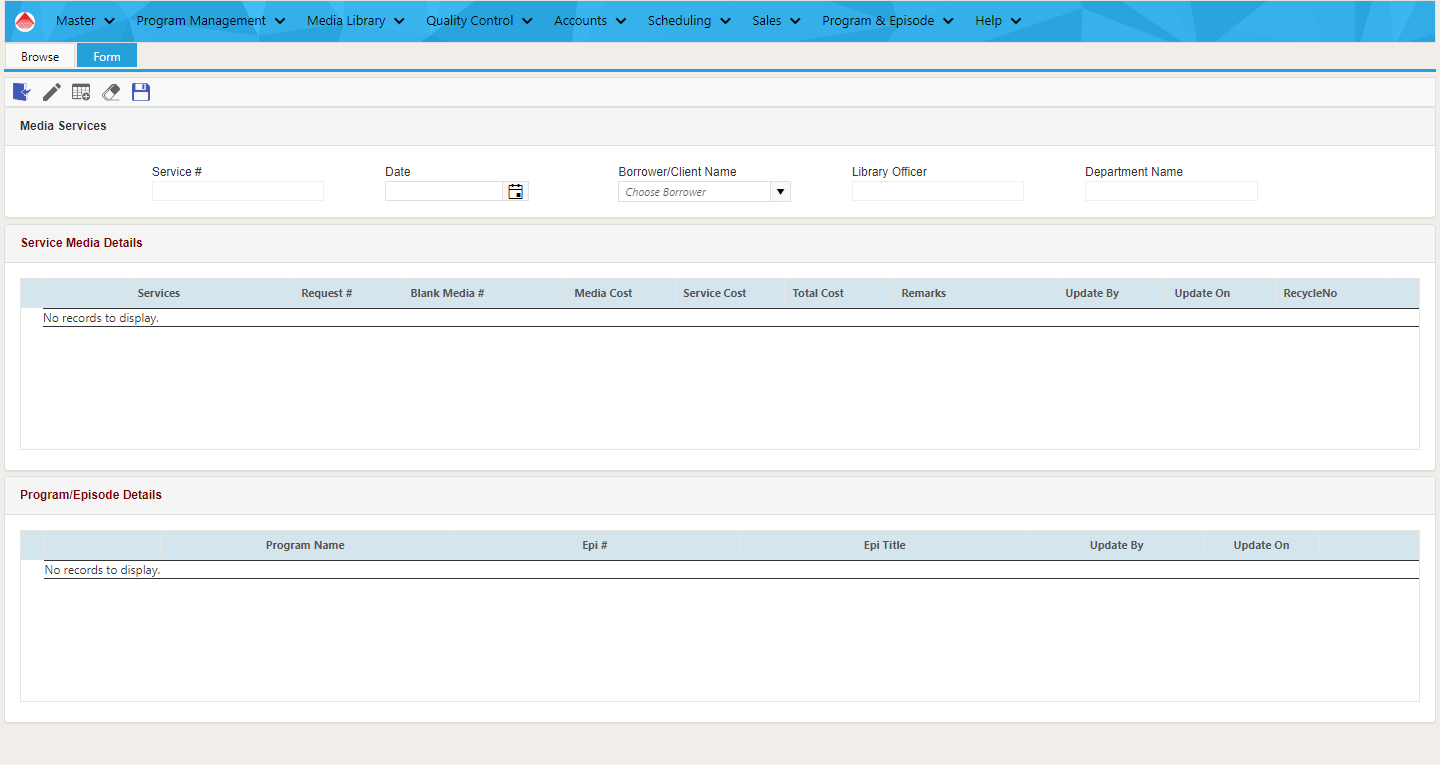 Master Program Management Media Library Quality Control Accounts Scheduling Sales Program & Episode Help
Browse Form
Media Services
Service # Date Borrower/Client Name Library Officer Department Name
Choose Borrower
Service Media Details
Services Request # Blank Media # Media Cost Service Cost Total Cost Remarks Update By Update On RecycleNo
No records to display.
Program/Episode Details
Program Name Epi # Epi Title Update By Update On
No records to display.